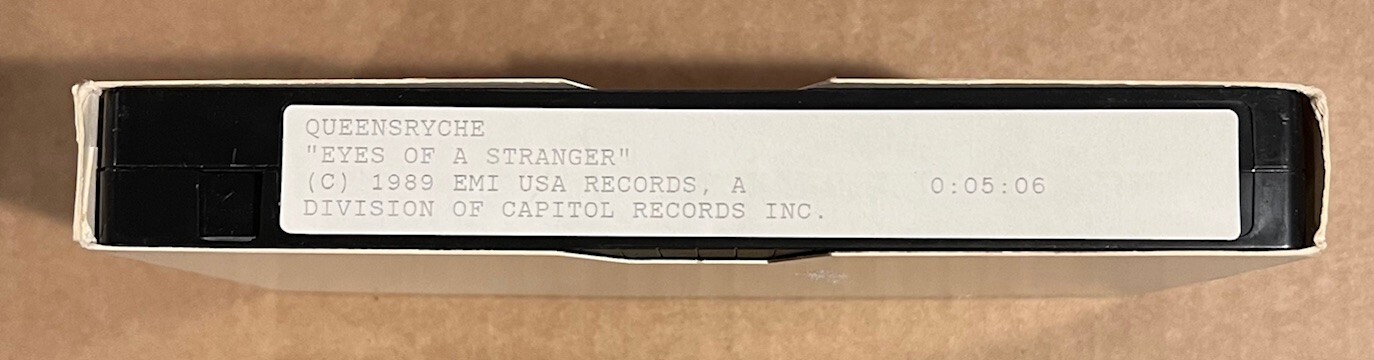 QUEENSRYCHE
"EYES OF A STRANGER"
(C) 1989 EMI USA RECORDS, A 0:05:06
DIVISION OF CAPITOL RECORDS INC.